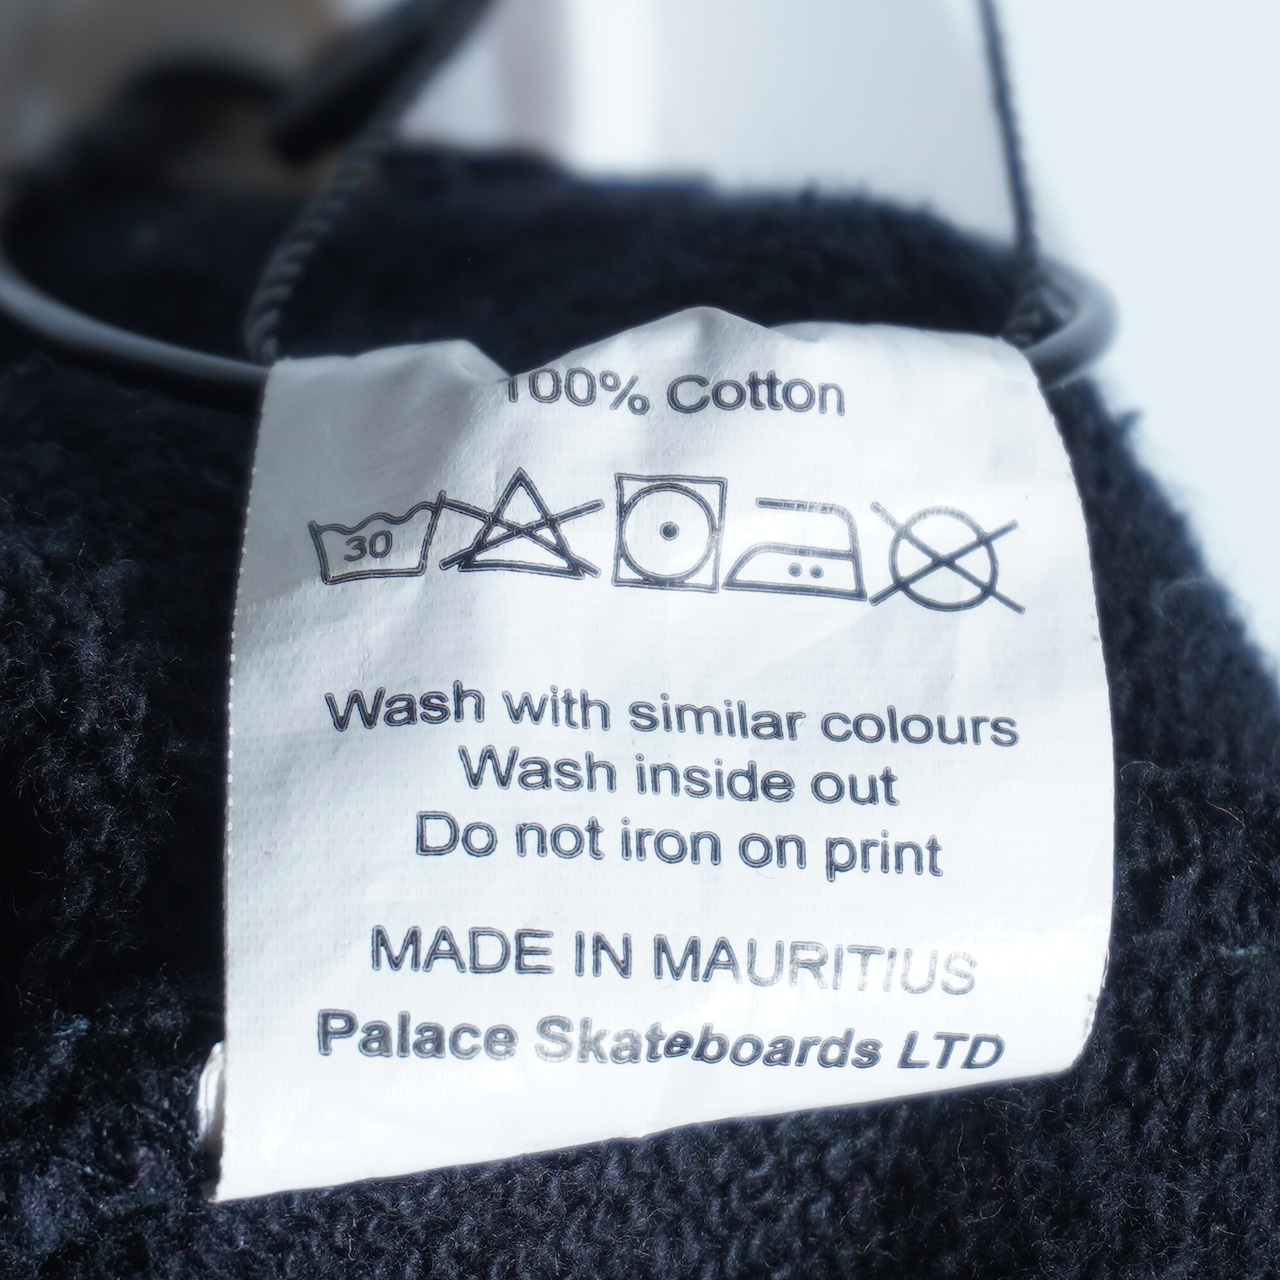 100% Cotton
30
Wash with similar colours
Wash inside out
Do not iron on print
MADE IN MAURITIUS
Palace Skateboards LTD